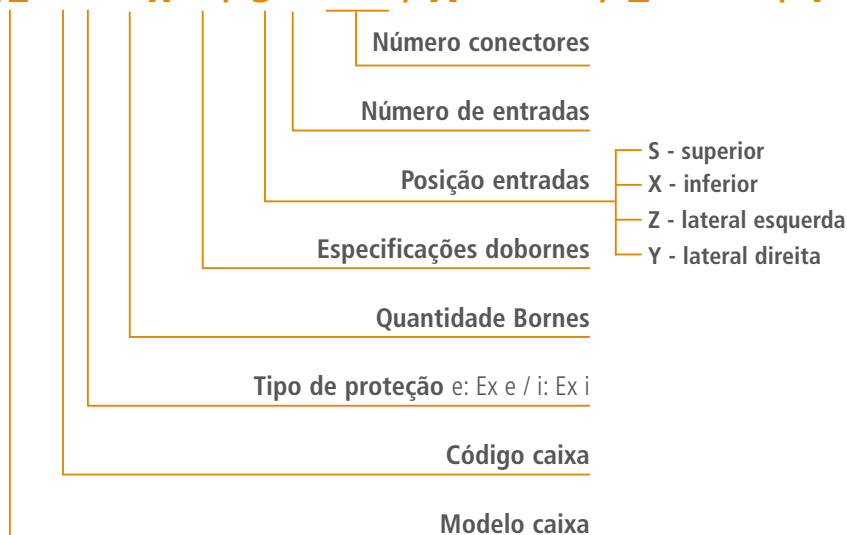 Número conectores
Número de entradas
Posição entradas
S - superior
X - inferior
Z - lateral esquerda
Y - lateral direita
Especificações dobornes
Quantidade Bornes
Tipo de proteção e: Ex e / i: Ex i
Código caixa
Modelo caixa